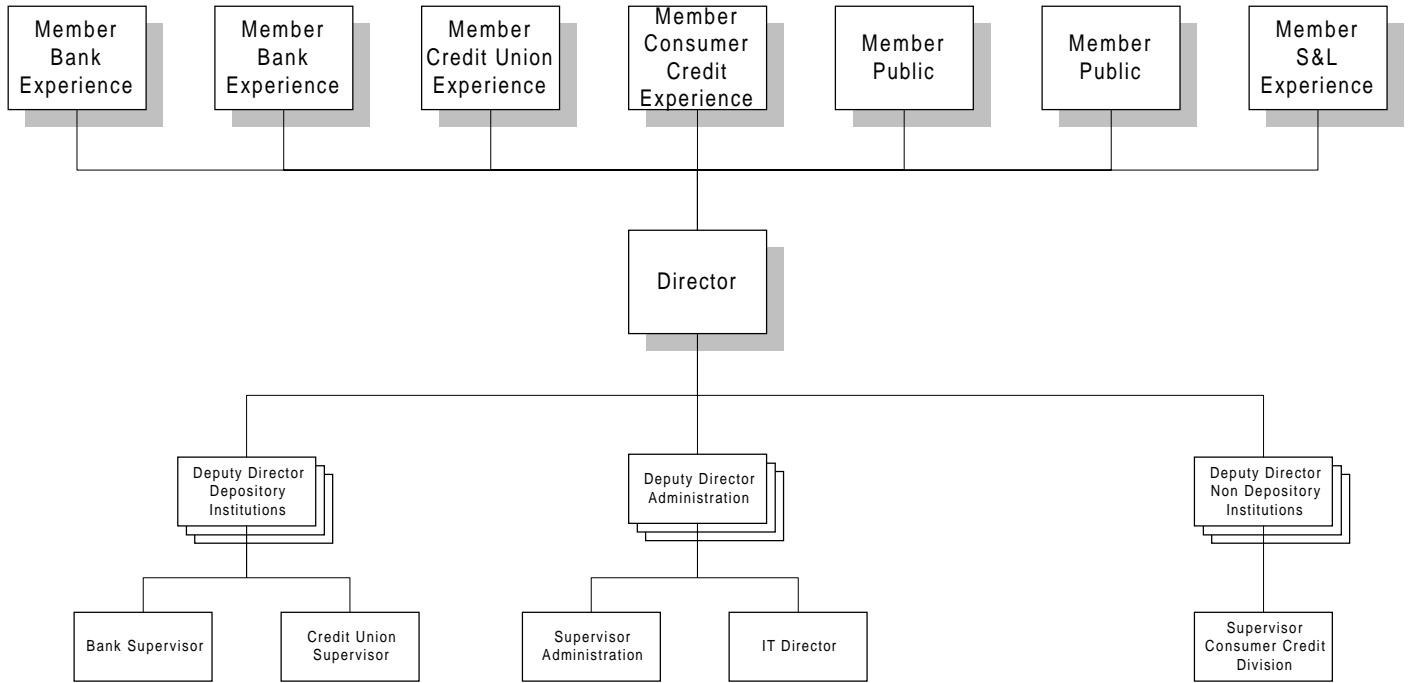 Member
Bank
Experience
Member
Bank
Experience
Member
Credit Union
Experience
Member
Consumer
Credit
Experience
Member
Public
Member
Public
Member
S&L
Experience
Director
Deputy Director
Depository
Institutions
Deputy Director
Administration
Deputy Director
Non Depository
Institutions
Bank Supervisor
Credit Union
Supervisor
Supervisor
Administration
IT Director
Supervisor
Consumer Credit
Division